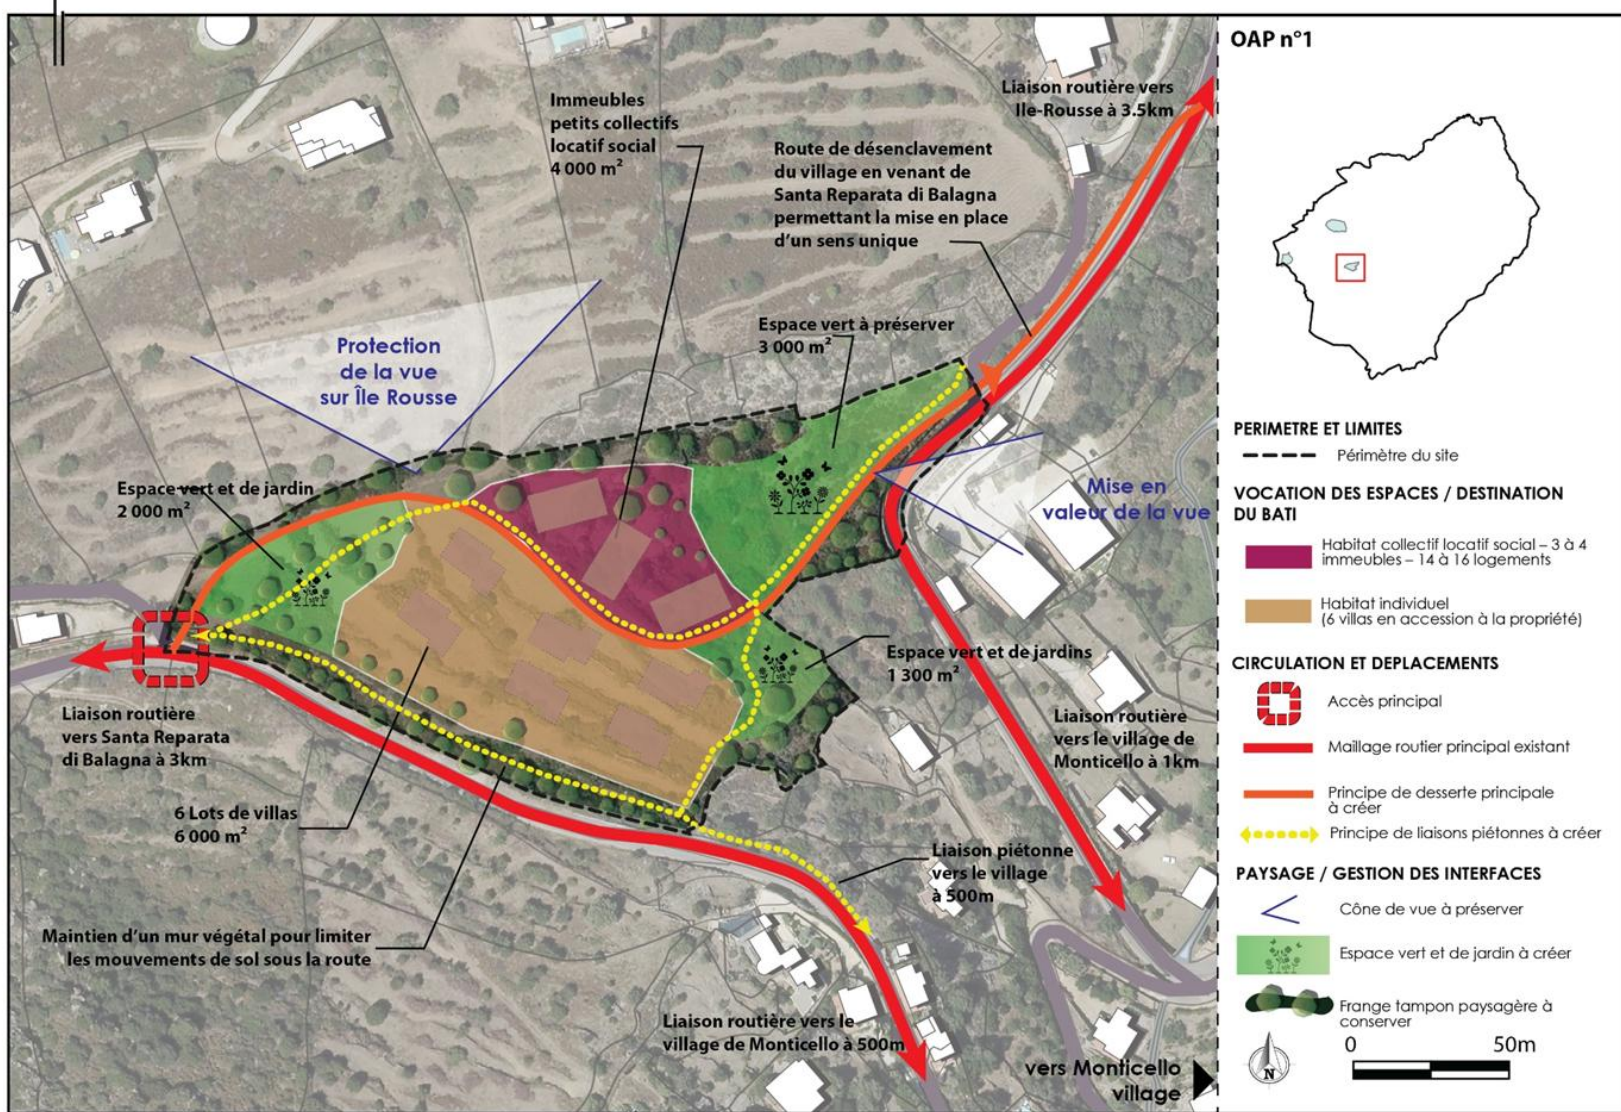 Immeubles
petits collectifs
locatif social
4 000 m²
Liaison routière vers
Ile-Rousse à 3.5km
Route de désenclavement
du village en venant de
Santa Reparata di Balagna
permettant la mise en place
d'un sens unique
Espace vert à préserver
3 000 m²
Protection
de la vue
sur Île Rousse
Espace vert et de jardin
2 000 m²
Mise en
valeur de la vue
Espace vert et de jardins
1 300 m²
Liaison routière
vers Santa Reparata
di Balagna à 3km
Liaison routière
vers le village de
Monticello à 1km
6 Lots de villas
6 000 m²
Liaison piétonne
vers le village
à 500m
Maintien d'un mur végétal pour limiter
les mouvements de sol sous la route
Liaison routière vers le
village de Monticello à 500m
vers Monticello
village
OAP n°1
PERIMETRE ET LIMITES
Périmètre du site
VOCATION DES ESPACES / DESTINATION
DU BATI
Habitat collectif locatif social – 3 à 4
immeubles – 14 à 16 logements
Habitat individuel
(6 villas en accession à la propriété)
CIRCULATION ET DEPLACEMENTS
Accès principal
Maillage routier principal existant
Principe de desserte principale
à créer
Principe de liaisons piétonnes à créer
PAYSAGE / GESTION DES INTERFACES
Cône de vue à préserver
Espace vert et de jardin à créer
Frange tampon paysagère à
conserver
N
0 50m